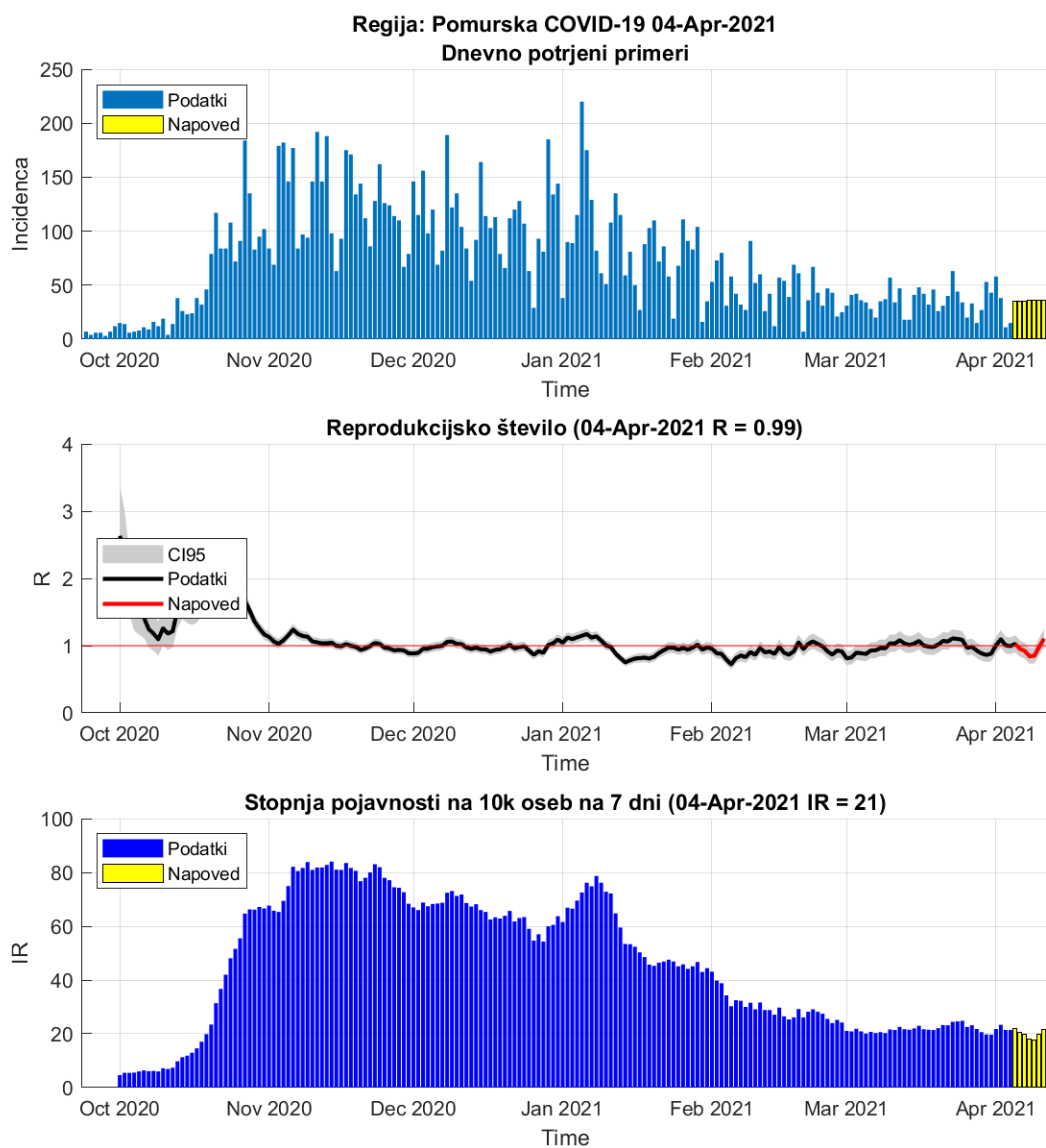 Regija: Pomurska COVID-19 04-Apr-2021
Dnevno potrjeni primeri
250
200
150
100
50
0
Incidenca
Podatki
Napoved
Oct 2020 Nov 2020 Dec 2020 Jan 2021 Feb 2021 Mar 2021 Apr 2021
Time
Reprodukcijsko število (04-Apr-2021 R = 0.99)
4
3
2
1
0
R
CI95
Podatki
Napoved
Oct 2020 Nov 2020 Dec 2020 Jan 2021 Feb 2021 Mar 2021 Apr 2021
Time
Stopnja pojavnosti na 10k oseb na 7 dni (04-Apr-2021 IR = 21)
100
80
60
40
20
0
IR
Podatki
Napoved
Oct 2020 Nov 2020 Dec 2020 Jan 2021 Feb 2021 Mar 2021 Apr 2021
Time